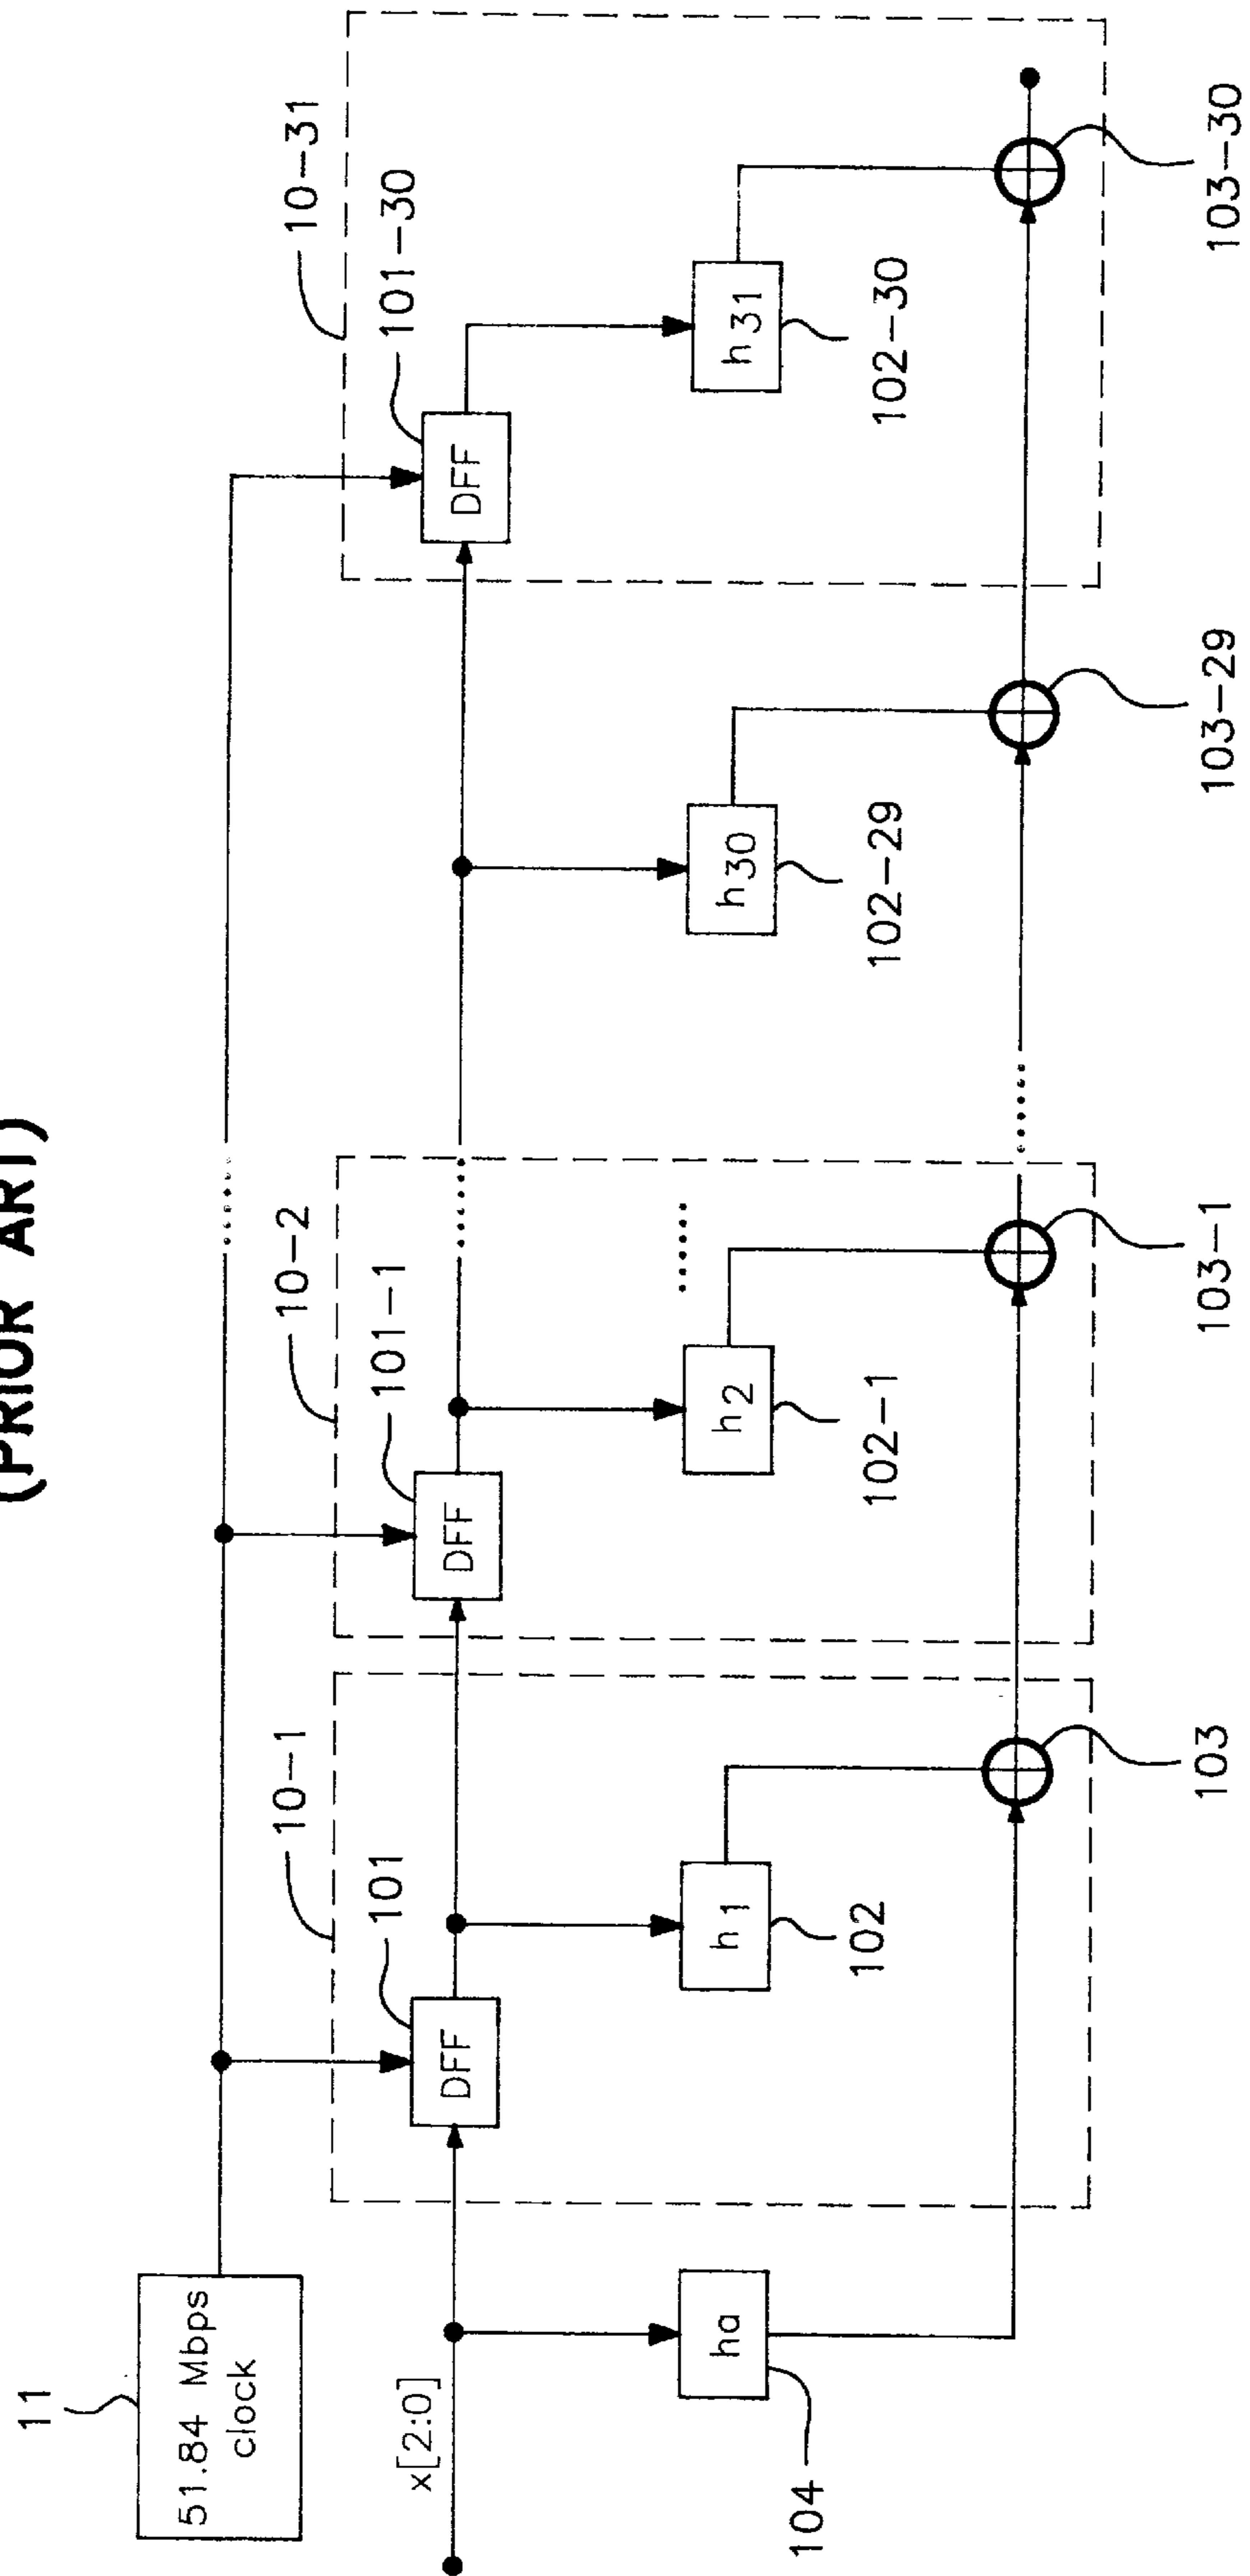 (PRIOR ART)
11
51.84 Mbps
clock
10-1
10-2
10-31
x[2:0]
101
101-1
101-30
DFF
DFF
DFF
ha
h1
h2
......
h30
h31
104
102
102-1
102-29
102-30
103
103-1
103-29
103-30